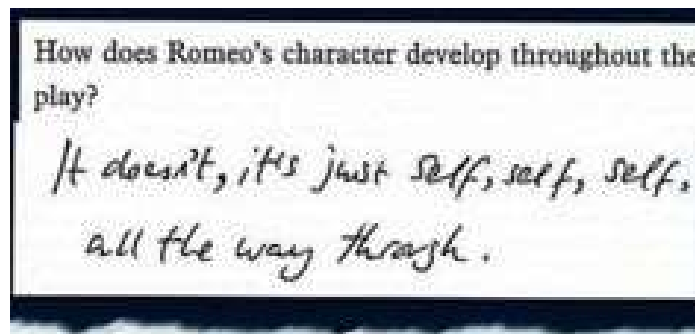 How does Romeo's character develop throughout the
play?
It doesn't, it's just self, self, self,
all the way through.